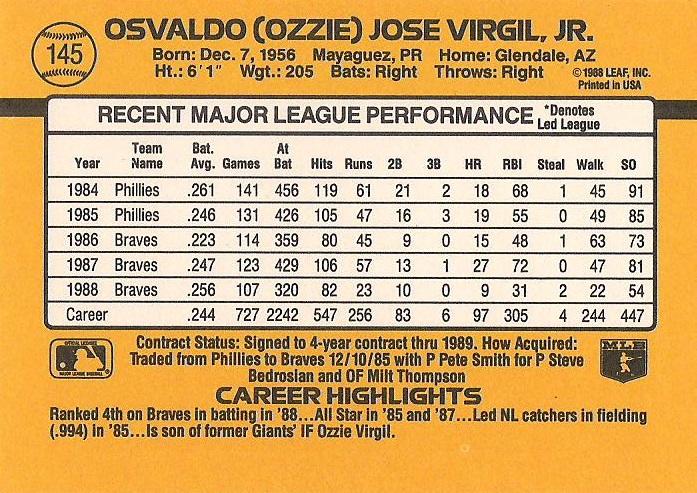 145
OSVALDO (OZZIE) JOSE VIRGIL, JR.
Born: Dec. 7, 1956 Mayaguez, PR Home: Glendale, AZ
Ht.: 6'1" Wgt.: 205 Bats: Right Throws: Right
©1988 LEAF, INC.
Printed in USA
RECENT MAJOR LEAGUE PERFORMANCE *Denotes Led League
Year Team Name Bat. Avg. Games At Bat Hits Runs 2B 3B HR RBI Steal Walk SO
1984 Phillies .261 141 456 119 61 21 2 18 68 1 45 91
1985 Phillies .246 131 426 105 47 16 3 19 55 0 49 85
1986 Braves .223 114 359 80 45 9 0 15 48 1 63 73
1987 Braves .247 123 429 106 57 13 1 27 72 0 47 81
1988 Braves .256 107 320 82 23 10 0 9 31 2 22 54
Career .244 727 2242 547 256 83 6 97 305 4 244 447
Contract Status: Signed to 4-year contract thru 1989. How Acquired:
Traded from Phillies to Braves 12/10/85 with P Pete Smith for P Steve
Bedrosian and OF Milt Thompson
MLB
CAREER HIGHLIGHTS
Ranked 4th on Braves in batting in '88...All Star in '85 and '87...Led NL catchers in fielding
(.994) in '85...Is son of former Giants' IF Ozzie Virgil.